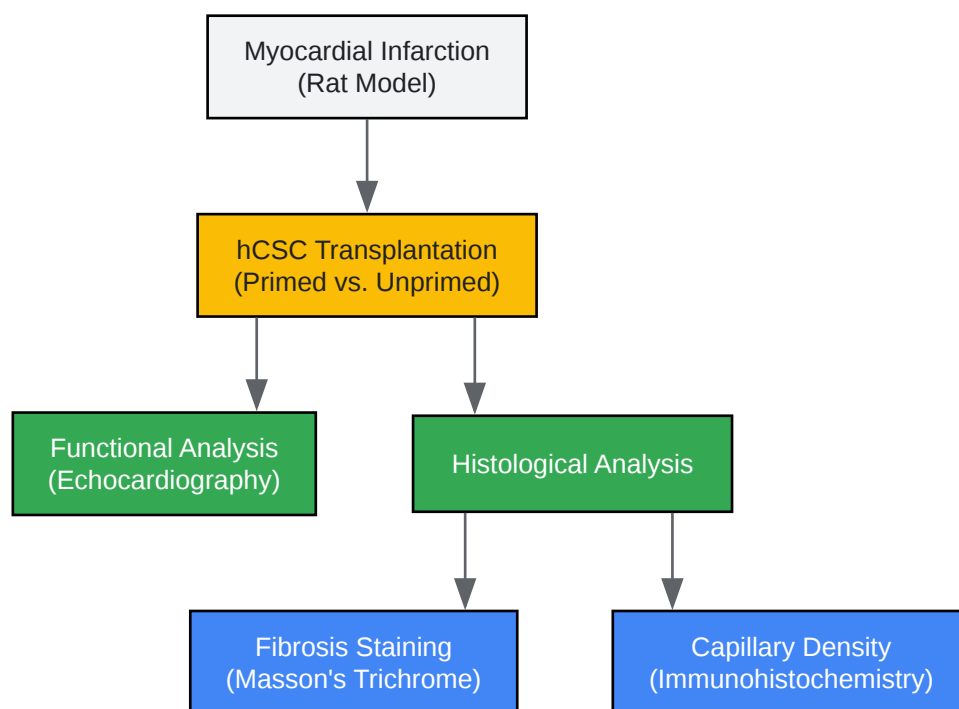 Myocardial Infarction
(Rat Model)
hCSC Transplantation
(Primed vs. Unprimed)
Functional Analysis
(Echocardiography)
Histological Analysis
Fibrosis Staining
(Masson's Trichrome)
Capillary Density
(Immunohistochemistry)